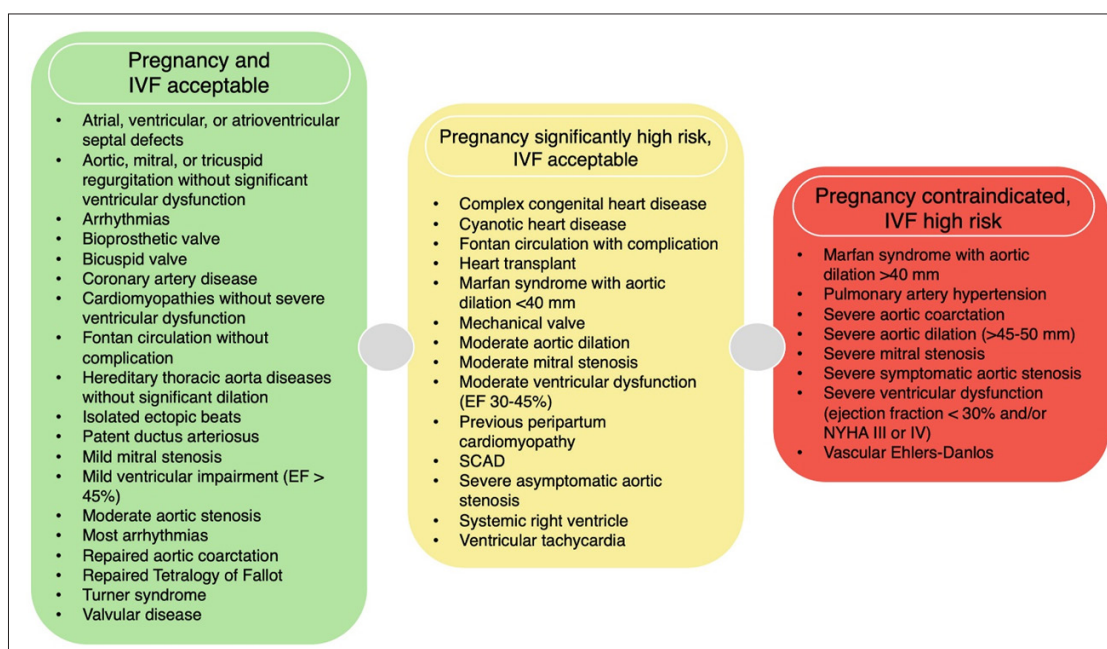 Pregnancy and
IVF acceptable
• Atrial, ventricular, or atrioventricular
septal defects
• Aortic, mitral, or tricuspid
regurgitation without significant
ventricular dysfunction
• Arrhythmias
• Bioprosthetic valve
• Bicuspid valve
• Coronary artery disease
• Cardiomyopathies without severe
ventricular dysfunction
• Fontan circulation without
complication
• Hereditary thoracic aorta diseases
without significant dilation
• Isolated ectopic beats
• Patent ductus arteriosus
• Mild mitral stenosis
• Mild ventricular impairment (EF >
45%)
• Moderate aortic stenosis
• Most arrhythmias
• Repaired aortic coarctation
• Repaired Tetralogy of Fallot
• Turner syndrome
• Valvular disease
Pregnancy significantly high risk,
IVF acceptable
• Complex congenital heart disease
• Cyanotic heart disease
• Fontan circulation with complication
• Heart transplant
• Marfan syndrome with aortic
dilation <40 mm
• Mechanical valve
• Moderate aortic dilation
• Moderate mitral stenosis
• Moderate ventricular dysfunction
(EF 30-45%)
• Previous peripartum
cardiomyopathy
• SCAD
• Severe asymptomatic aortic
stenosis
• Systemic right ventricle
• Ventricular tachycardia
Pregnancy contraindicated,
IVF high risk
• Marfan syndrome with aortic
dilation >40 mm
• Pulmonary artery hypertension
• Severe aortic coarctation
• Severe aortic dilation (>45-50 mm)
• Severe mitral stenosis
• Severe symptomatic aortic stenosis
• Severe ventricular dysfunction
(ejection fraction < 30% and/or
NYHA III or IV)
• Vascular Ehlers-Danlos